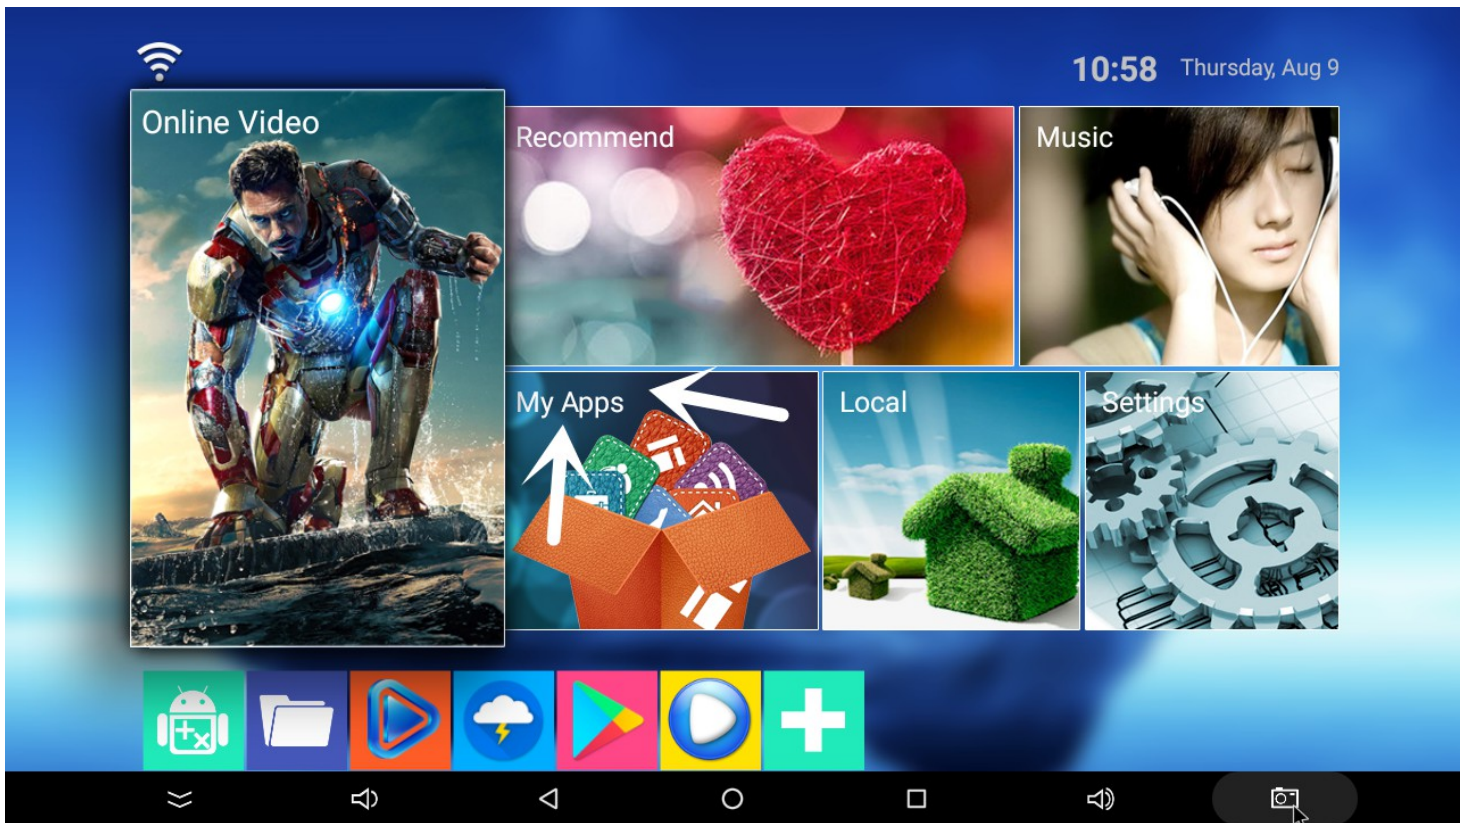 10:58 Thursday, Aug 9
Online Video
Recommend
Music
My Apps
Local
Settings